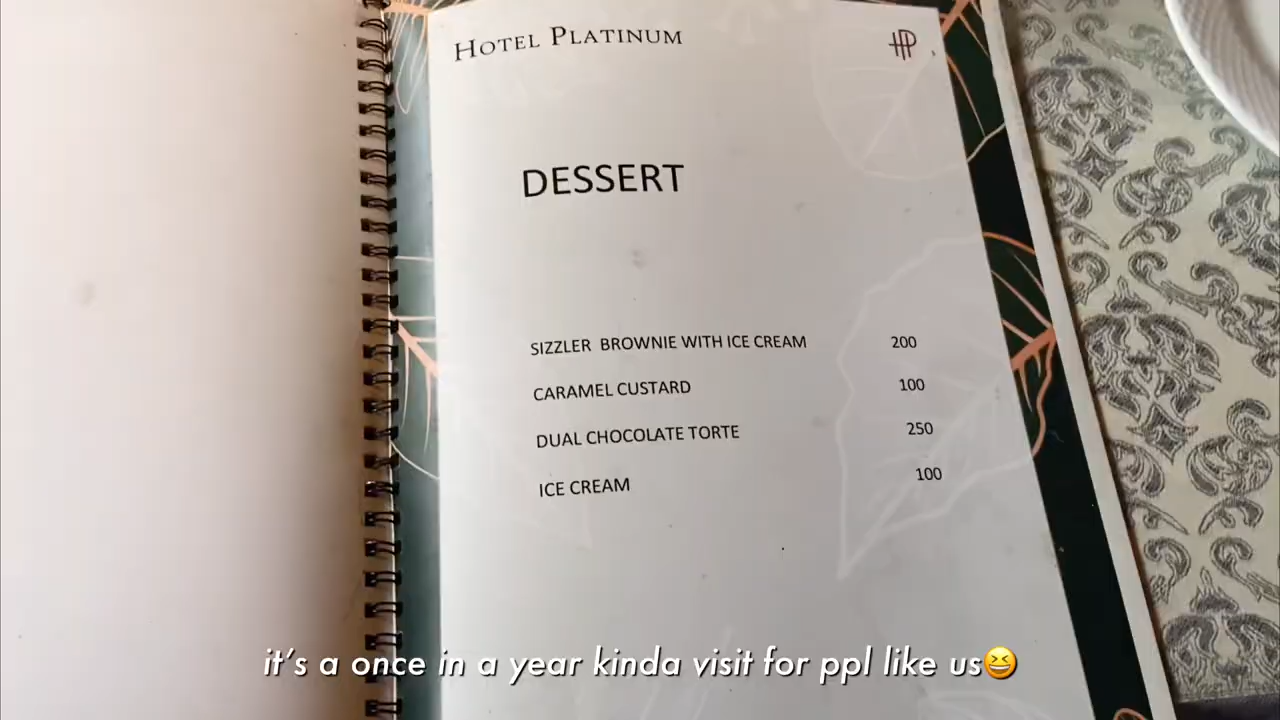 HOTEL PLATINUM
HP
DESSERT
SIZZLER BROWNIE WITH ICE CREAM 200
CARAMEL CUSTARD 100
DUAL CHOCOLATE TORTE 250
ICE CREAM 100
it's a once in a year kinda visit for ppl like us😆